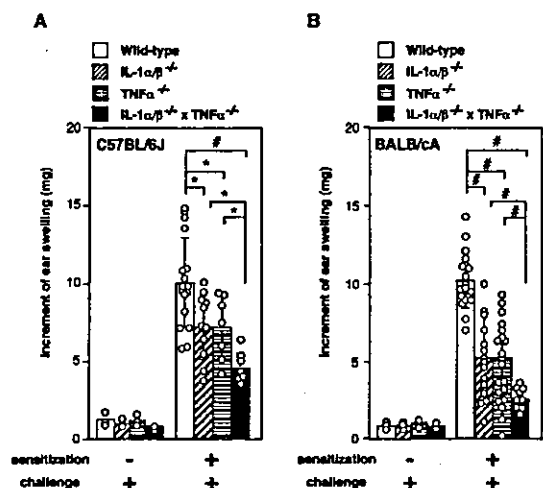 A
Wild-type
IL-1α/β-/-
TNFα-/-
IL-1α/β-/- x TNFα-/-
C57BL/6J
Increment of ear swelling (mg)
20
15
10
5
0
#
*
*
*
*
sensitization - +
challenge + +
B
Wild-type
IL-1α/β-/-
TNFα-/-
IL-1α/β-/- x TNFα-/-
BALB/cA
Increment of ear swelling (mg)
20
15
10
5
0
#
#
#
#
#
sensitization - +
challenge + +